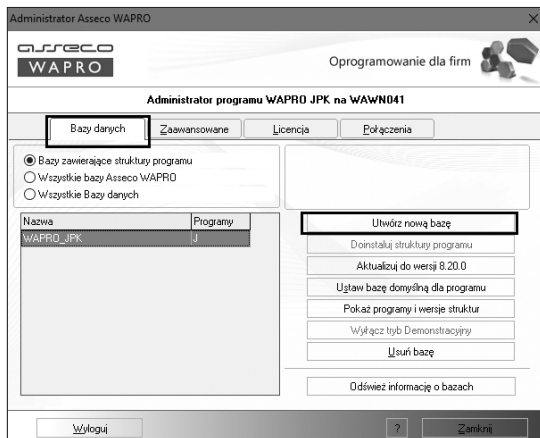 Administrator Asseco WAPRO
asseco
WAPRO
Oprogramowanie dla firm
Administrator programu WAPRO JPK na WAWN041
Bazy danych
Zaawansowane
Licencja
Połączenia
Bazy zawierające struktury programu
Wszystkie bazy Asseco WAPRO
Wszystkie Bazy danych
Nazwa Programy
WAPRO_JPK J
Utwórz nową bazę
Doinstaluj struktury programu
Aktualizuj do wersji 8.20.0
Ustaw bazę domyślną dla programu
Pokaż programy i wersje struktur
Wyłącz tryb Demonstracyjny
Usuń bazę
Odśwież informację o bazach
Wyloguj
?
Zamknij